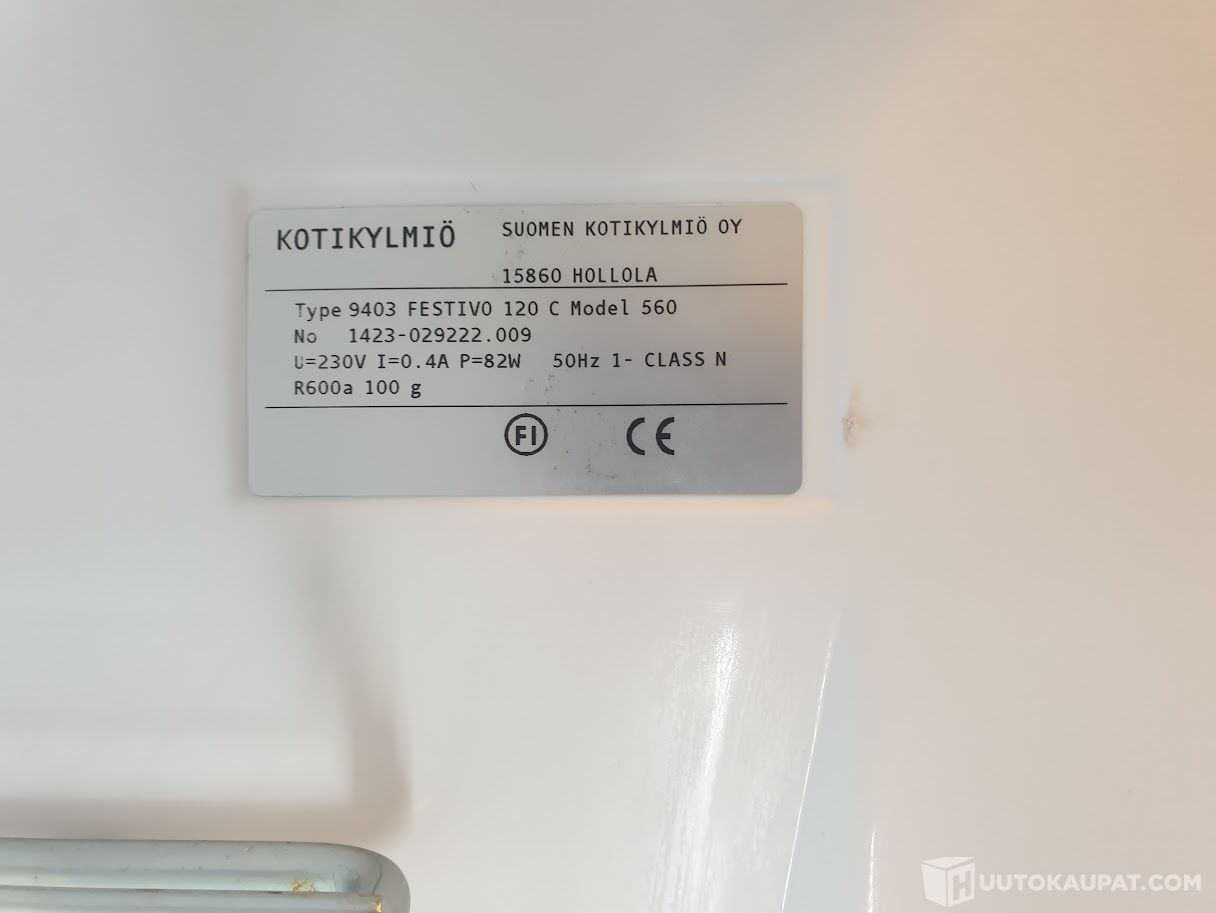 KOTIKYLMIÖ
SUOMEN KOTIKYLMIÖ OY
15860 HOLLOLA
Type 9403 FESTIVO 120 C Model 560
No 1423-029222.009
U=230V I=0.4A P=82W 50Hz 1- CLASS N
R600a 100 g
FI CE
HUUTOKAUPAT.COM